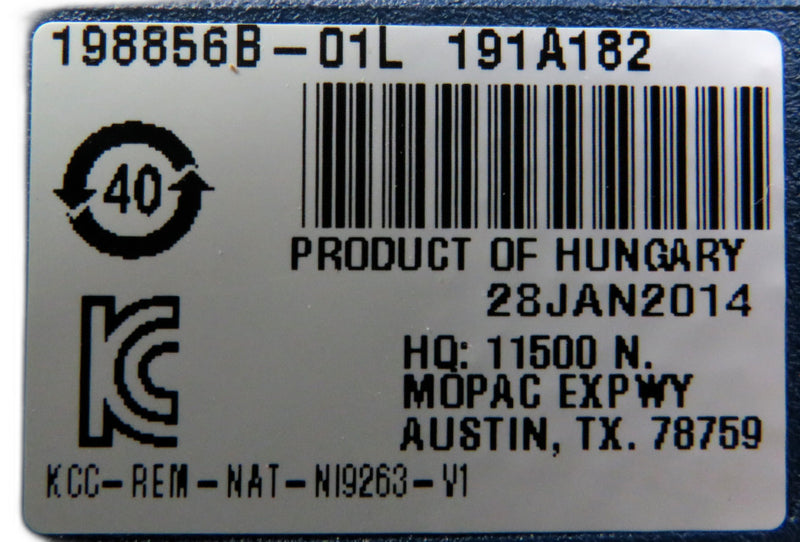 198856B-01L 191A182
40
PRODUCT OF HUNGARY
28JAN2014
HQ: 11500 N.
MOPAC EXPWY
AUSTIN, TX. 78759
KC
KCC-REM-NAT-NI9263-V1